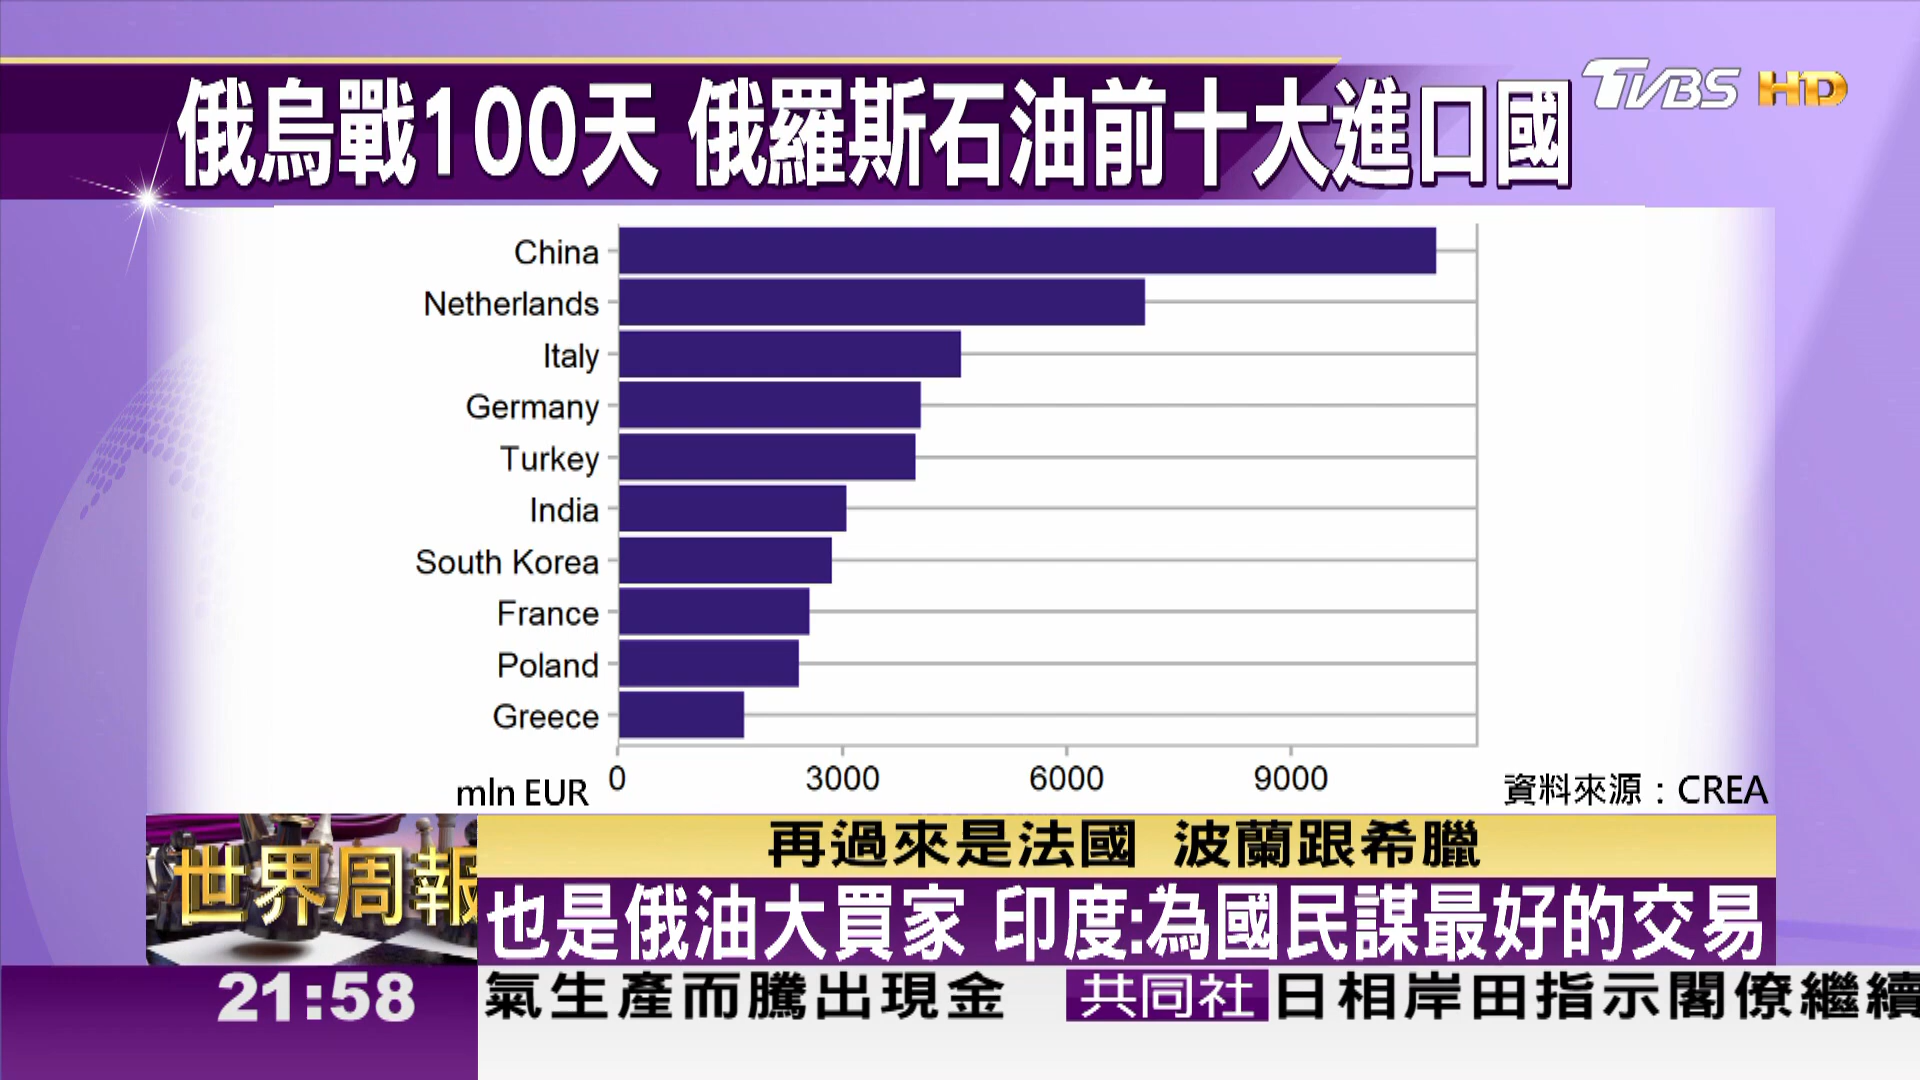 俄烏戰100天 俄羅斯石油前十大進口國
TVBS HD
China
Netherlands
Italy
Germany
Turkey
India
South Korea
France
Poland
Greece
0 3000 6000 9000
mln EUR
資料來源：CREA
世界周報
再過來是法國 波蘭跟希臘
也是俄油大買家 印度:為國民謀最好的交易
21:58
氣生產而騰出現金 共同社 日相岸田指示閣僚繼續